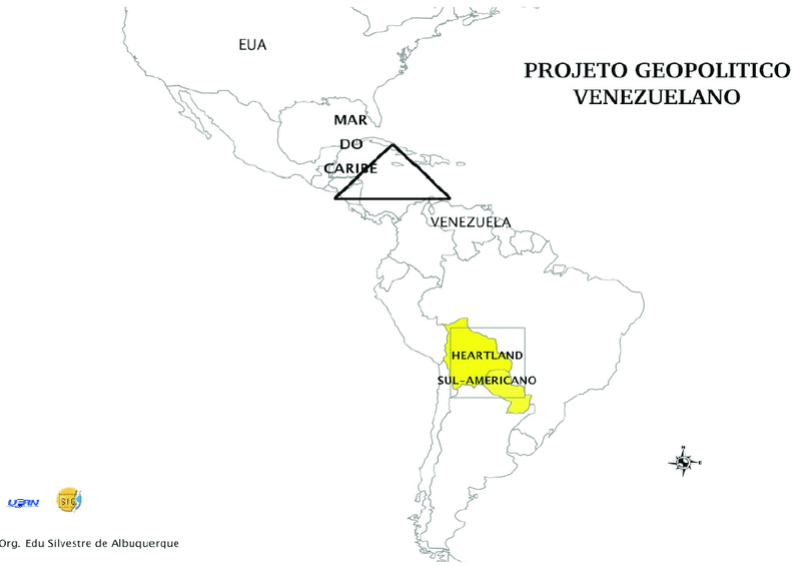 EUA
PROJETO GEOPOLITICO
VENEZUELANO
MAR
DO
CARIBE
VENEZUELA
HEARTLAND
SUL-AMERICANO
N
E
UFRN
SIG
Org. Edu Silvestre de Albuquerque